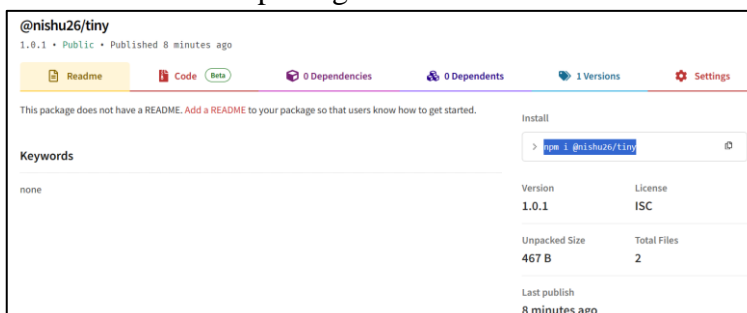 @nishu26/tiny
1.0.1 • Public • Published 8 minutes ago
Readme
Code Beta
0 Dependencies
0 Dependents
1 Versions
Settings
This package does not have a README. Add a README to your package so that users know how to get started.
Keywords
none
Install
> npm i @nishu26/tiny
Version License
1.0.1 ISC
Unpacked Size Total Files
467 B 2
Last publish
8 minutes ago